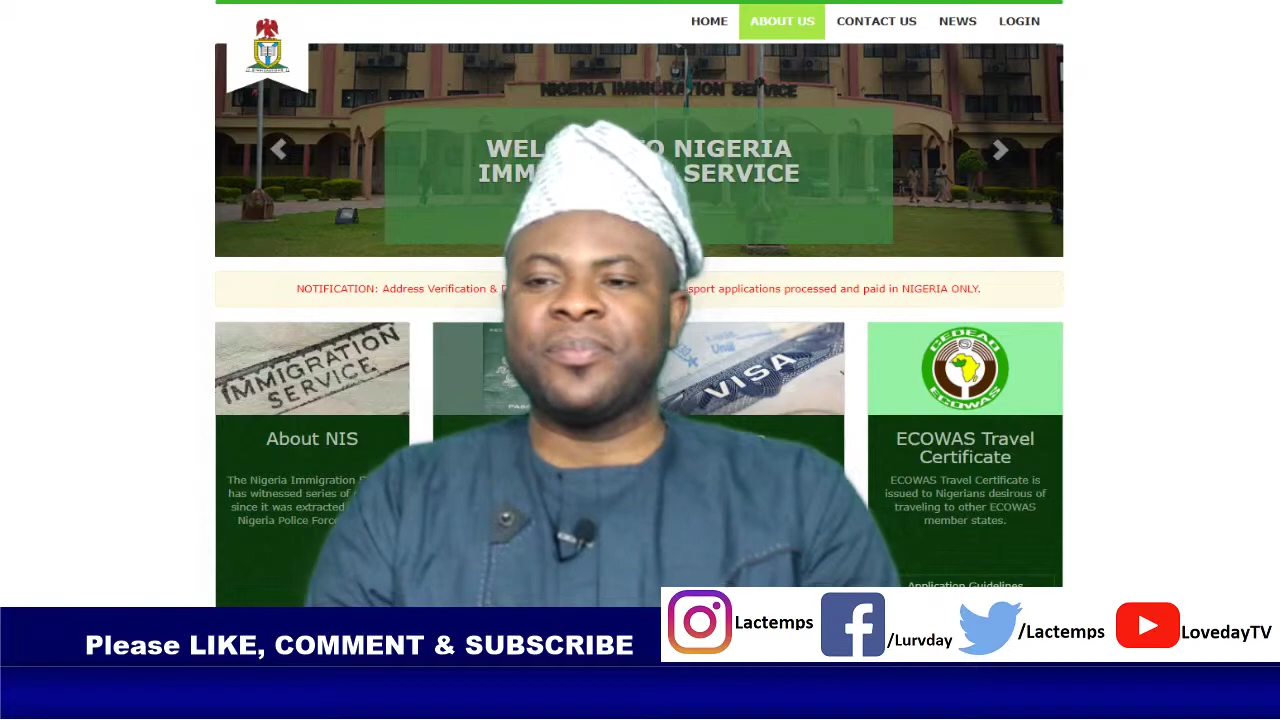 HOME ABOUT US CONTACT US NEWS LOGIN
NIGERIA IMMIGRATION SERVICE
WEL TO NIGERIA
IMM SERVICE
NOTIFICATION: Address Verification & sport applications processed and paid in NIGERIA ONLY.
IMMIGRATION
SERVICE
VISA
CEDEAO
ECOWAS
About NIS
The Nigeria Immigration
has witnessed series of
since it was extracted
Nigeria Police Force
ECOWAS Travel
Certificate
ECOWAS Travel Certificate is
issued to Nigerians desirous of
traveling to other ECOWAS
member states.
Application Guidelines
Please LIKE, COMMENT & SUBSCRIBE
Lactemps /Lurvday /Lactemps LovedayTV